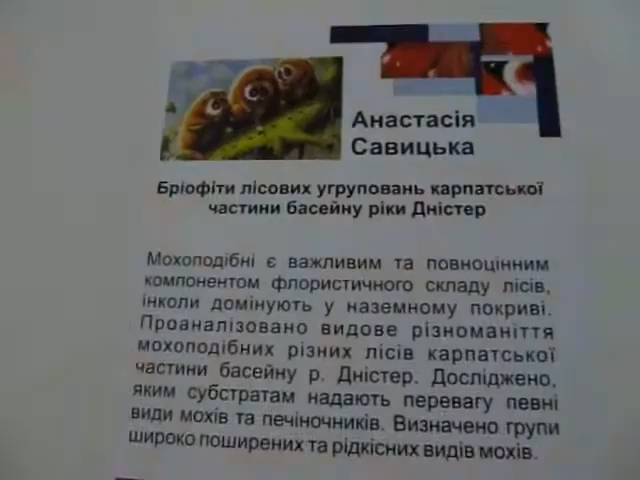 Анастасія
Савицька
Бріофіти лісових угруповань карпатської
частини басейну ріки Дністер
Мохоподібні є важливим та повноцінним
компонентом флористичного складу лісів,
інколи домінують у наземному покриві.
Проаналізовано видове різноманіття
мохоподібних різних лісів карпатської
частини басейну р. Дністер. Досліджено,
яким субстратам надають перевагу певні
види мохів та печіночників. Визначено групи
широко поширених та рідкісних видів мохів.